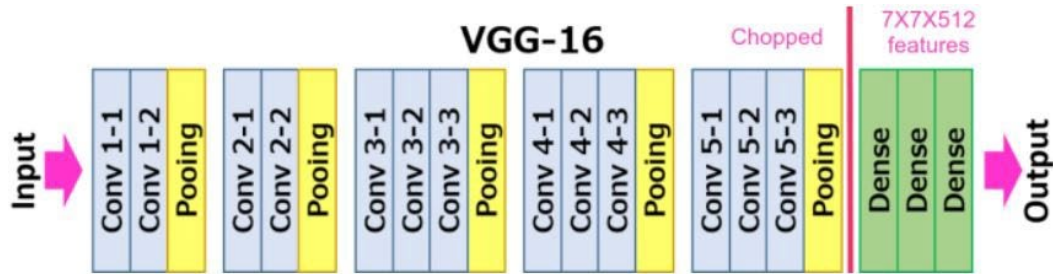 VGG-16
Chopped
7X7X512
features
Input
Conv 1-1
Conv 1-2
Pooing
Conv 2-1
Conv 2-2
Pooing
Conv 3-1
Conv 3-2
Conv 3-3
Pooing
Conv 4-1
Conv 4-2
Conv 4-3
Pooing
Conv 5-1
Conv 5-2
Conv 5-3
Pooing
Dense
Dense
Dense
Output